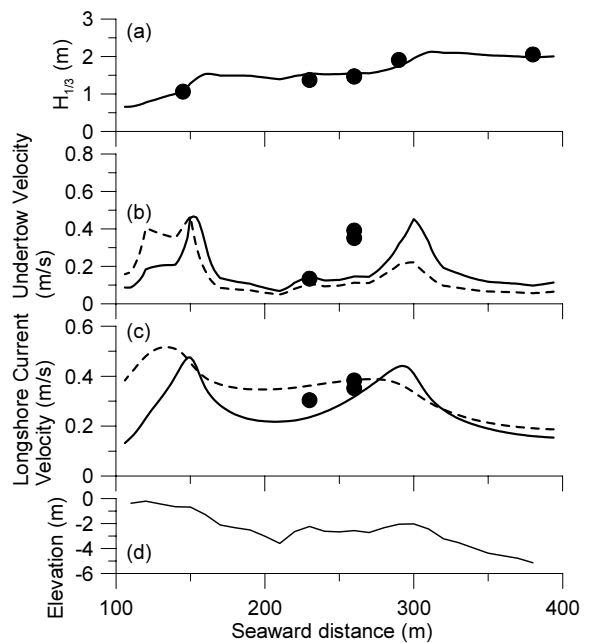 (a)
3
2
1
0
H1/3 (m)
(b)
0.8
0.6
0.4
0.2
0
Undertow Velocity
(m/s)
(c)
0.6
0.4
0.2
0
Longshore Current
Velocity (m/s)
(d)
0
-2
-4
-6
Elevation (m)
100 200 300 400
Seaward distance (m)